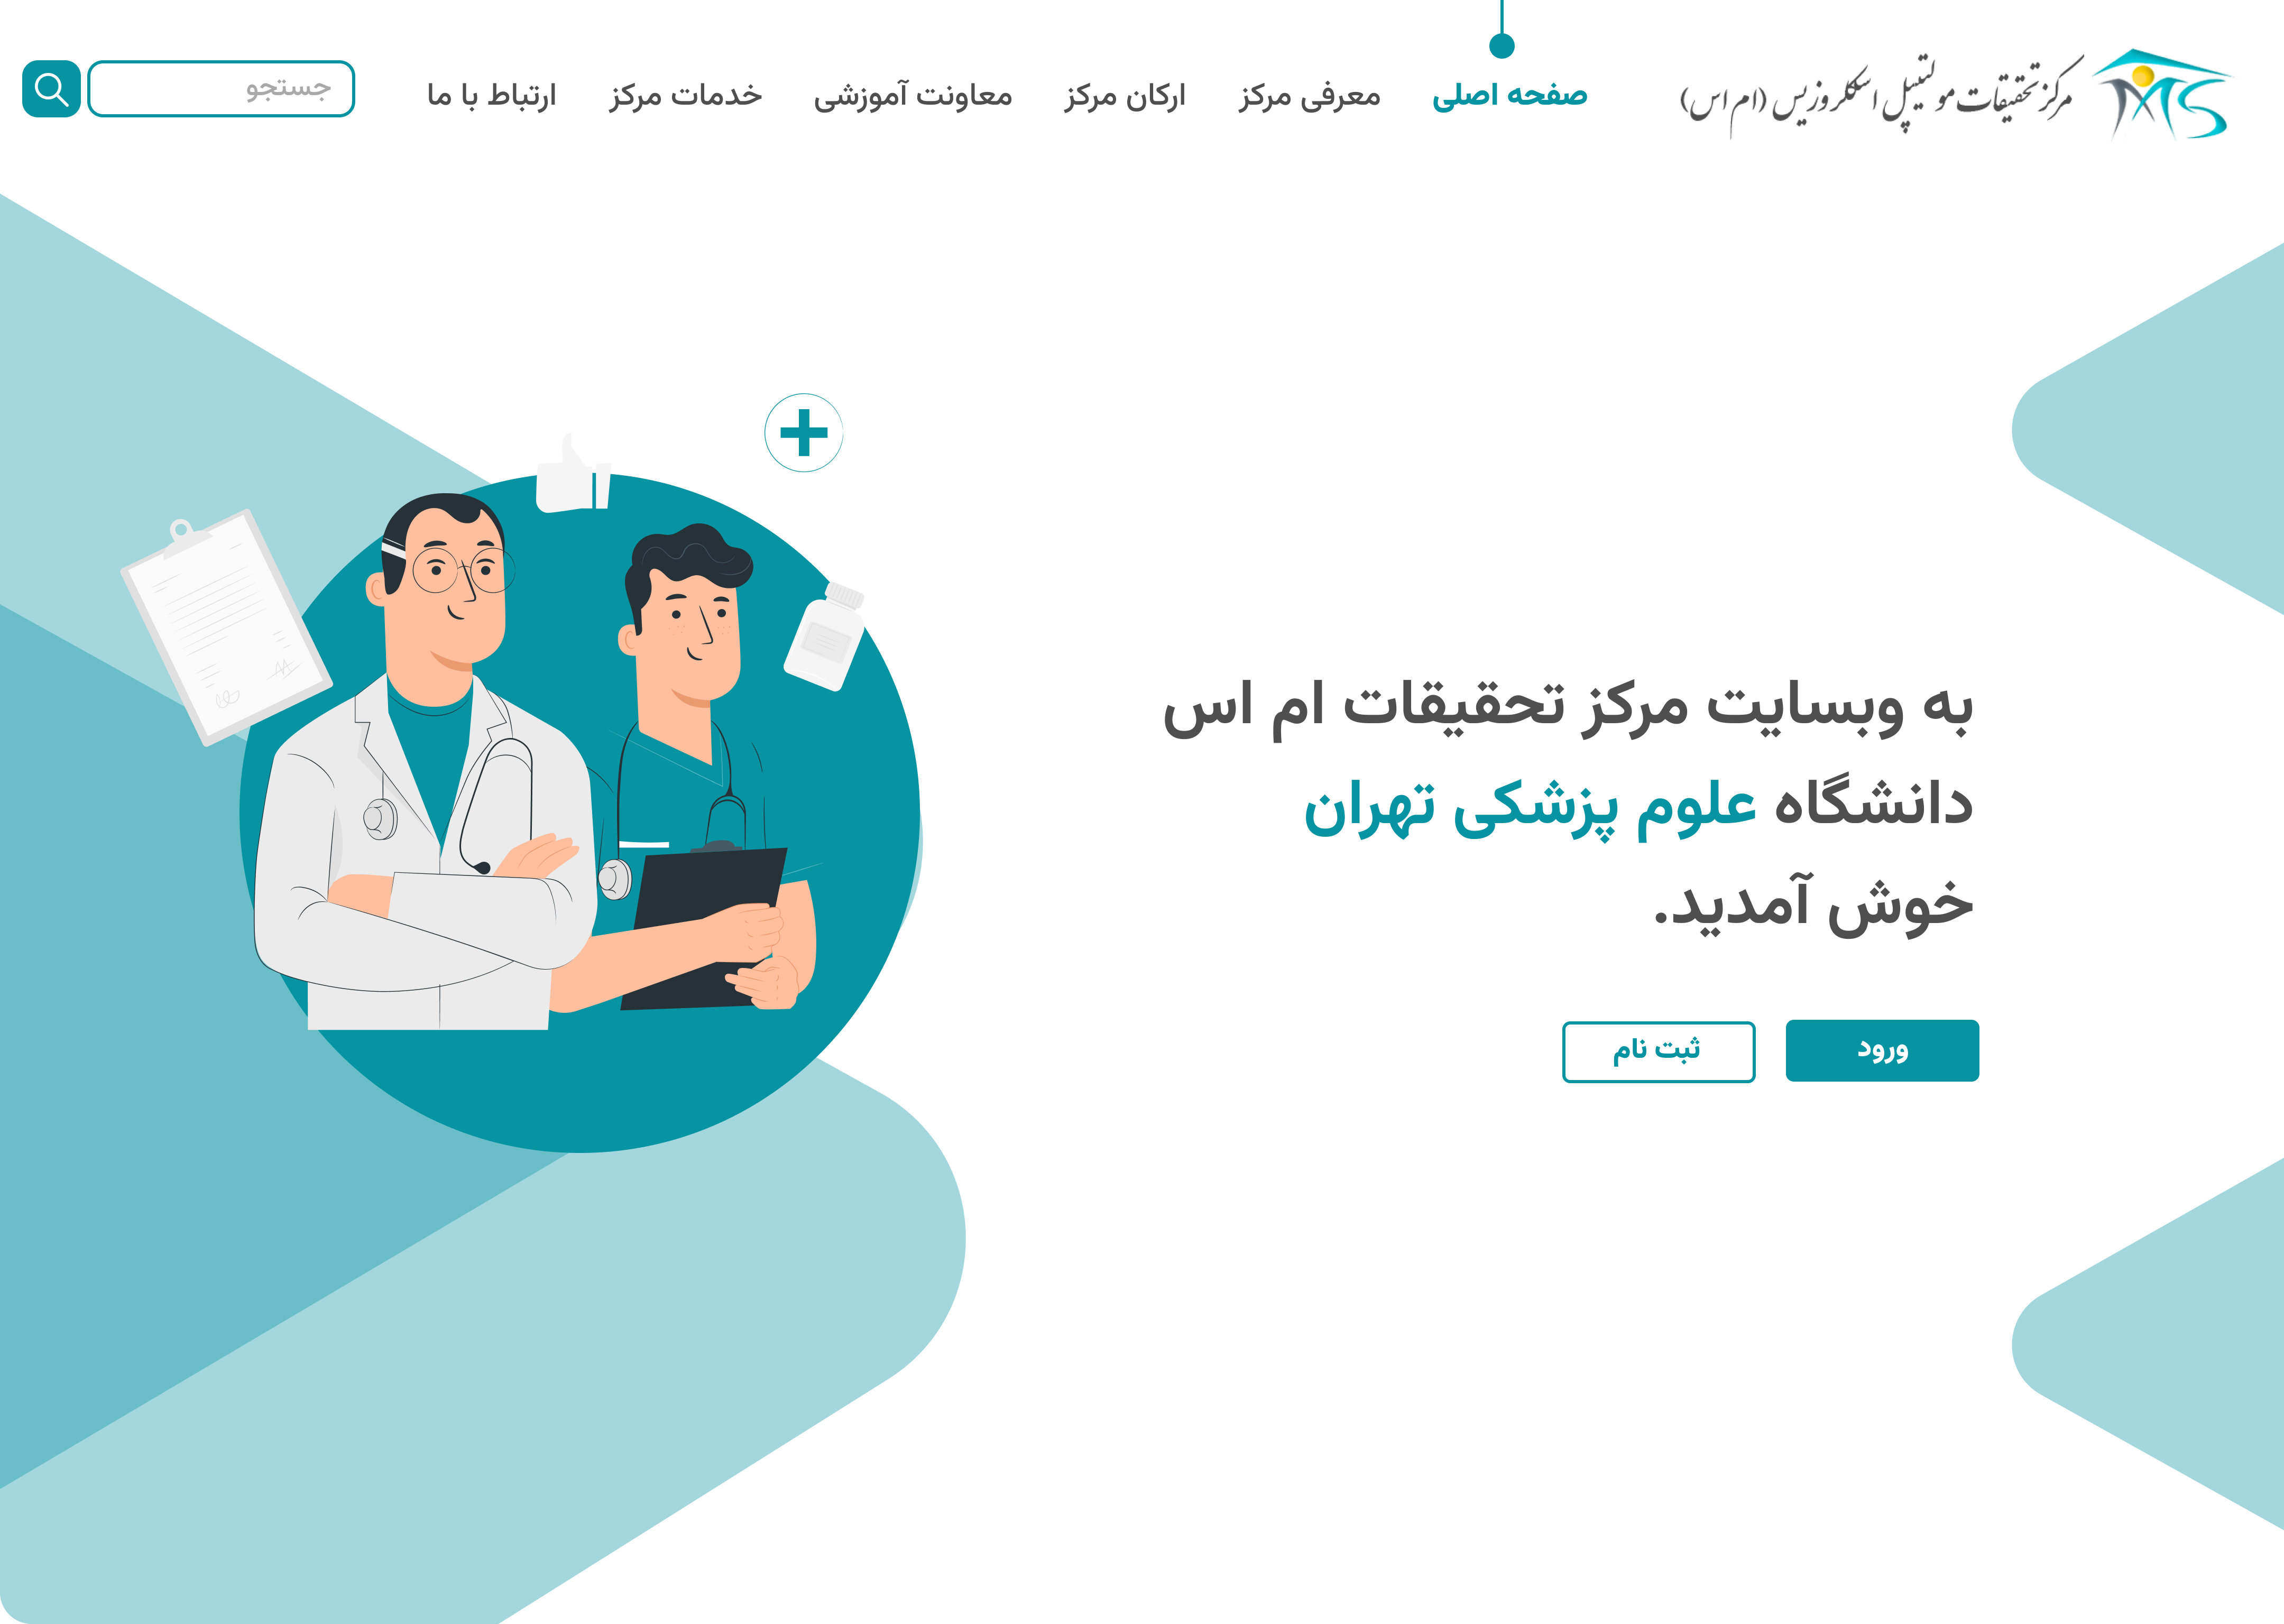 مرکز تحقیقات مولتیپل اسکلروزیس (ام اس)
صفحه اصلی
معرفی مرکز
ارکان مرکز
معاونت آموزشی
خدمات مرکز
ارتباط با ما
جستجو
به وبسایت مرکز تحقیقات ام اس
دانشگاه علوم پزشکی تهران
خوش آمدید.
ورود
ثبت نام